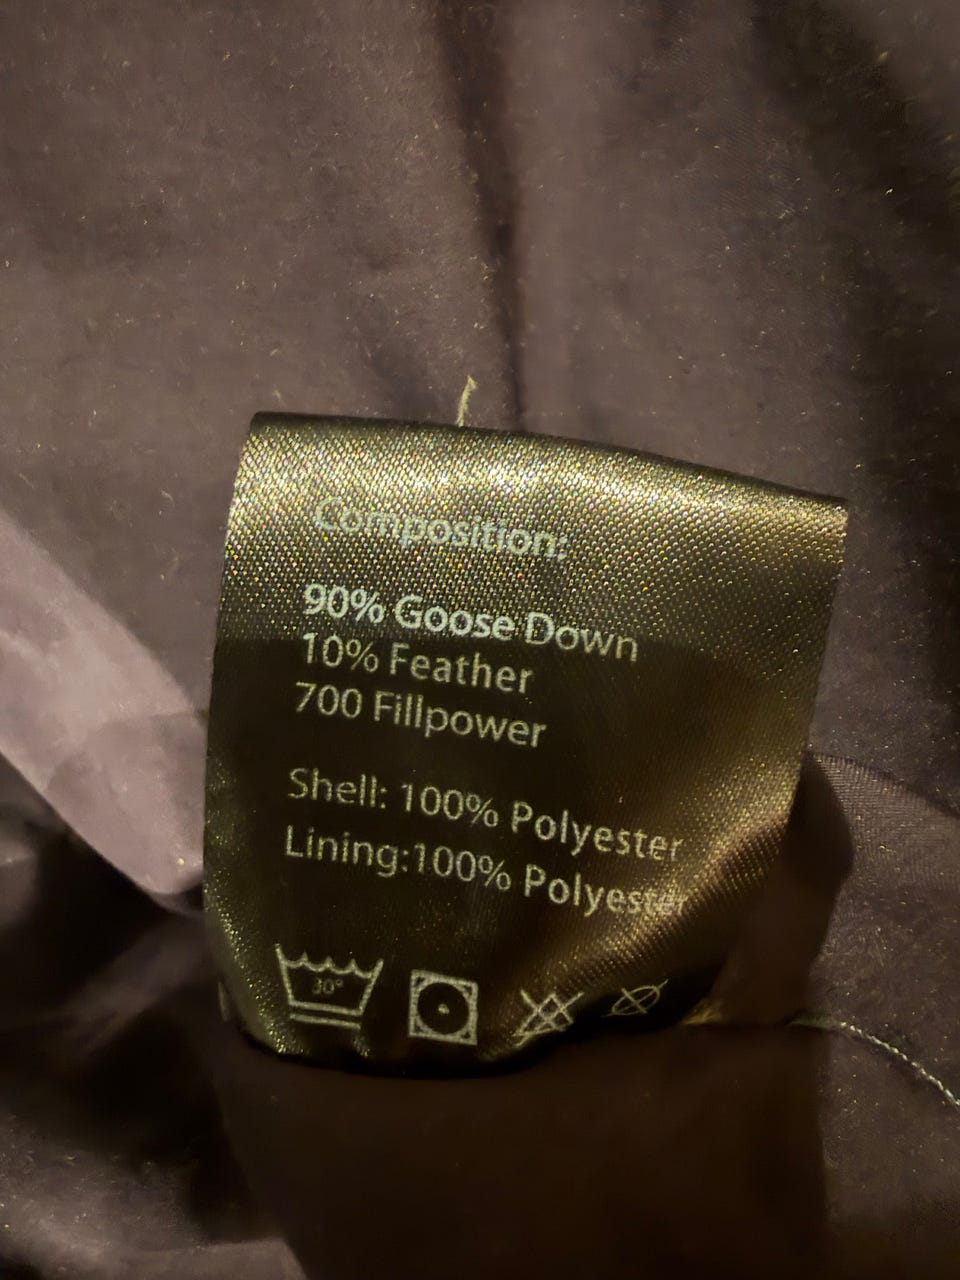 Composition:
90% Goose Down
10% Feather
700 Fillpower
Shell: 100% Polyester
Lining:100% Polyester
30°